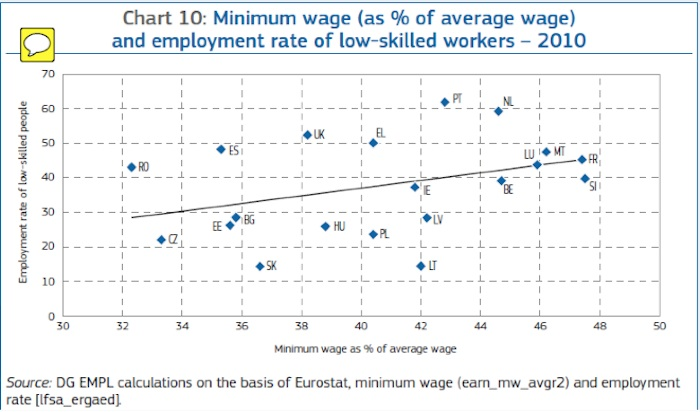 Chart 10: Minimum wage (as % of average wage)
and employment rate of low-skilled workers – 2010
Employment rate of low-skilled people
70
60
50
40
30
20
10
0
PT
NL
UK
EL
ES
RO
LU
MT
FR
IE
BE
SI
EE
BG
HU
PL
LV
CZ
SK
LT
30 32 34 36 38 40 42 44 46 48 50
Minimum wage as % of average wage
Source: DG EMPL calculations on the basis of Eurostat, minimum wage (earn_mw_avgr2) and employment
rate [lfsa_ergaed].